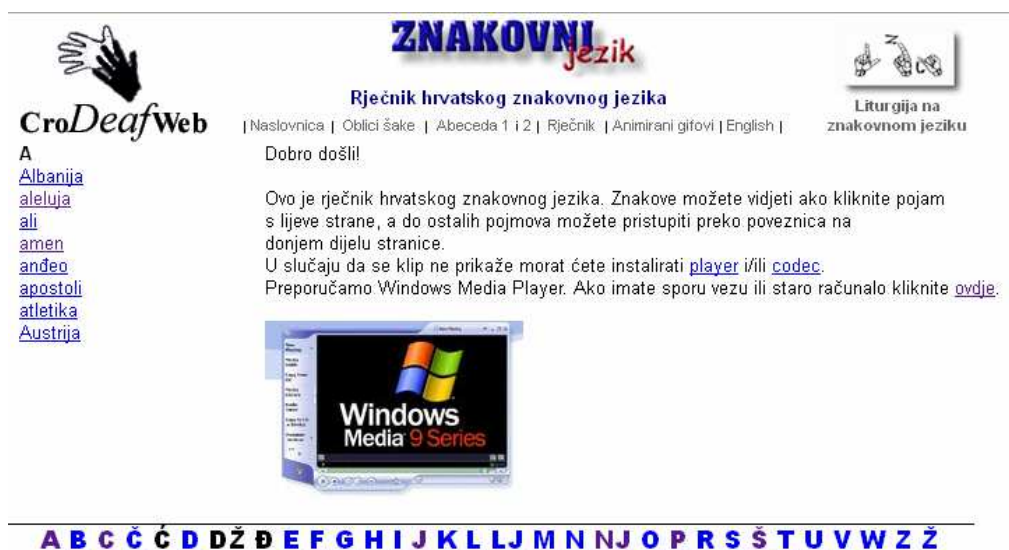 ZNAKOVNI jezik
CroDeafWeb
Rječnik hrvatskog znakovnog jezika
| Naslovnica | Oblici šake | Abeceda 1 i 2 | Rječnik | Animirani gifovi | English |
Liturgija na
znakovnom jeziku
A
Albanija
aleluja
ali
amen
anđeo
apostoli
atletika
Austrija
Dobro došli!
Ovo je rječnik hrvatskog znakovnog jezika. Znakove možete vidjeti ako kliknite pojam
s lijeve strane, a do ostalih pojmova možete pristupiti preko poveznica na
donjem dijelu stranice.
U slučaju da se klip ne prikaže morat ćete instalirati player i/ili codec.
Preporučamo Windows Media Player. Ako imate sporu vezu ili staro računalo kliknite ovdje.
Windows
Media 9 Series
A B C Č Ć D DŽ Đ E F G H I J K L LJ M N NJ O P R S Š T U V W Z Ž